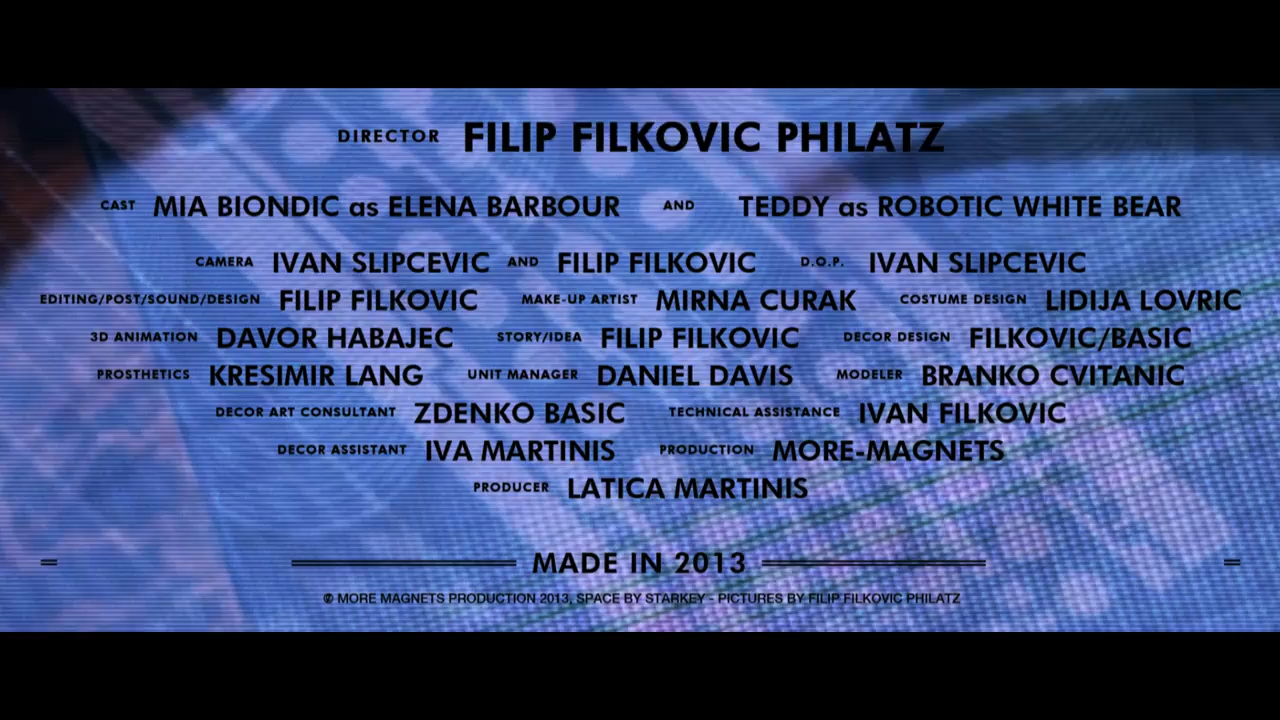 DIRECTOR FILIP FILKOVIC PHILATZ
CAST MIA BIONDIC as ELENA BARBOUR AND TEDDY as ROBOTIC WHITE BEAR
CAMERA IVAN SLIPCEVIC AND FILIP FILKOVIC D.O.P. IVAN SLIPCEVIC
EDITING/POST/SOUND/DESIGN FILIP FILKOVIC MAKE-UP ARTIST MIRNA CURAK COSTUME DESIGN LIDIJA LOVRIC
3D ANIMATION DAVOR HABAJEC STORY/IDEA FILIP FILKOVIC DECOR DESIGN FILKOVIC/BASIC
PROSTHETICS KRESIMIR LANG UNIT MANAGER DANIEL DAVIS MODELER BRANKO CVITANIC
DECOR ART CONSULTANT ZDENKO BASIC TECHNICAL ASSISTANCE IVAN FILKOVIC
DECOR ASSISTANT IVA MARTINIS PRODUCTION MORE-MAGNETS
PRODUCER LATICA MARTINIS
MADE IN 2013
℗ MORE MAGNETS PRODUCTION 2013, SPACE BY STARKEY - PICTURES BY FILIP FILKOVIC PHILATZ